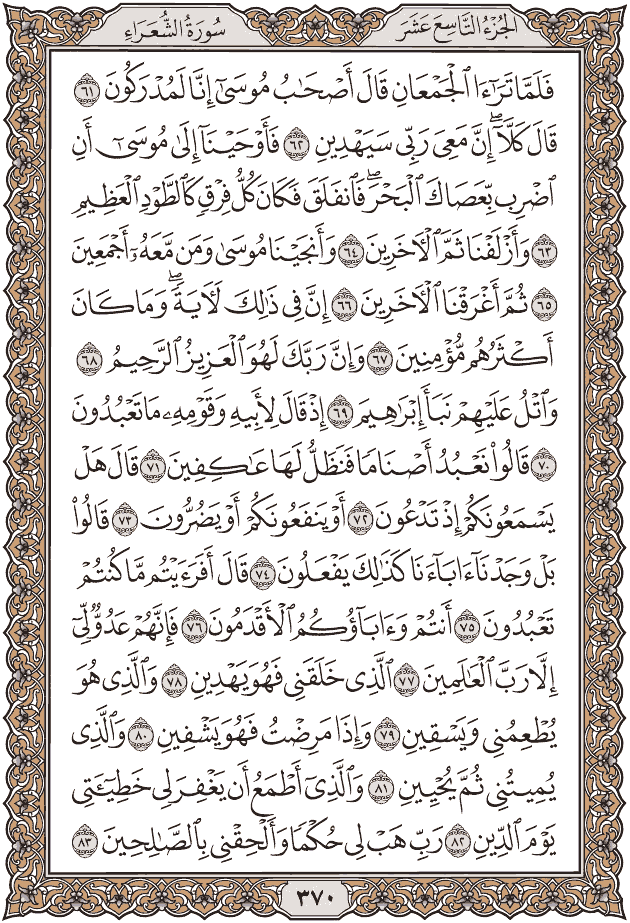 الجُزْءُ التَّاسِعَ عَشَرَ
سُورَةُ الشُّعَرَاءِ
فَلَمَّا تَرَٰٓءَا ٱلْجَمْعَانِ قَالَ أَصْحَٰبُ مُوسَىٰٓ إِنَّا لَمُدْرَكُونَ ٦١
قَالَ كَلَّآ ۖ إِنَّ مَعِىَ رَبِّى سَيَهْدِينِ ٦٢ فَأَوْحَيْنَآ إِلَىٰ مُوسَىٰٓ أَنِ
ٱضْرِب بِّعَصَاكَ ٱلْبَحْرَ ۖ فَٱنفَلَقَ فَكَانَ كُلُّ فِرْقٍ كَٱلطَّوْدِ ٱلْعَظِيمِ
٦٣ وَأَزْلَفْنَا ثَمَّ ٱلْأَخَرِينَ ٦٤ وَأَنجَيْنَا مُوسَىٰ وَمَن مَّعَهُۥٓ أَجْمَعِينَ
٦٥ ثُمَّ أَغْرَقْنَا ٱلْأَخَرِينَ ٦٦ إِنَّ فِى ذَٰلِكَ لَأَيَةً ۖ وَمَا كَانَ
أَكْثَرُهُم مُّؤْمِنِينَ ٦٧ وَإِنَّ رَبَّكَ لَهُوَ ٱلْعَزِيزُ ٱلرَّحِيمُ ٦٨
وَٱتْلُ عَلَيْهِمْ نَبَأَ إِبْرَٰهِيمَ ٦٩ إِذْ قَالَ لِأَبِيهِ وَقَوْمِهِۦ مَا تَعْبُدُونَ
٧٠ قَالُوا۟ نَعْبُدُ أَصْنَامًا فَنَظَلُّ لَهَا عَٰكِفِينَ ٧١ قَالَ هَلْ
يَسْمَعُونَكُمْ إِذْ تَدْعُونَ ٧٢ أَوْ يَنفَعُونَكُمْ أَوْ يَضُرُّونَ ٧٣ قَالُوا۟
بَلْ وَجَدْنَآ ءَابَآءَنَا كَذَٰلِكَ يَفْعَلُونَ ٧٤ قَالَ أَفَرَءَيْتُم مَّا كُنتُمْ
تَعْبُدُونَ ٧٥ أَنتُمْ وَءَابَآؤُكُمُ ٱلْأَقْدَمُونَ ٧٦ فَإِنَّهُمْ عَدُوٌّ لِّىٓ
إِلَّا رَبَّ ٱلْعَٰلَمِينَ ٧٧ ٱلَّذِى خَلَقَنِى فَهُوَ يَهْدِينِ ٧٨ وَٱلَّذِى هُوَ
يُطْعِمُنِى وَيَسْقِينِ ٧٩ وَإِذَا مَرِضْتُ فَهُوَ يَشْفِينِ ٨٠ وَٱلَّذِى
يُمِيتُنِى ثُمَّ يُحْيِينِ ٨١ وَٱلَّذِىٓ أَطْمَعُ أَن يَغْفِرَ لِى خَطِيٓـَٔتِى
يَوْمَ ٱلدِّينِ ٨٢ رَبِّ هَبْ لِى حُكْمًا وَأَلْحِقْنِى بِٱلصَّٰلِحِينَ ٨٣
٣٧٠